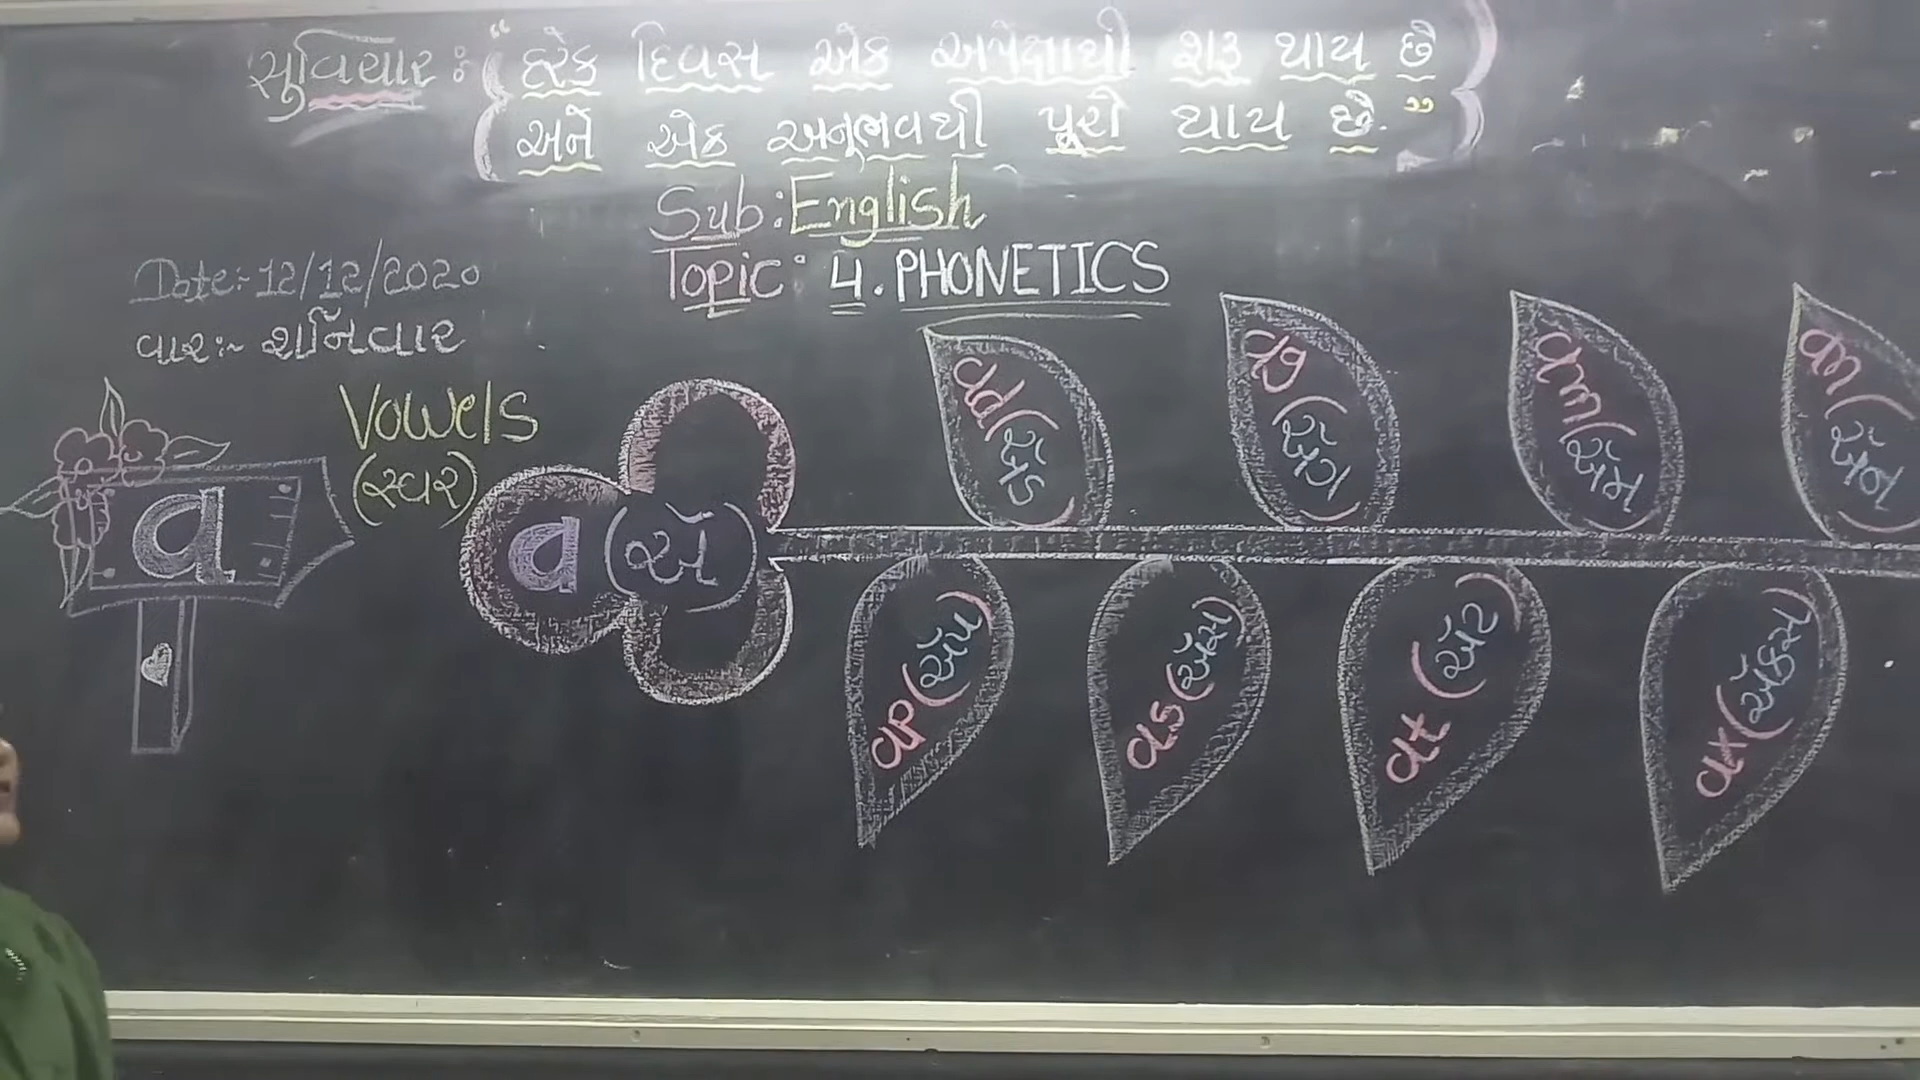 સુવિચાર : "દરેક દિવસ એક અપેક્ષાથી શરૂ થાય છે
અને એક અનુભવથી પૂરો થાય છે."
Sub : English
Topic : 4. PHONETICS
Date:- 12/12/2020
વાર:- શનિવાર
Vowels
(સ્વર)
a
a (ઍ)
ad (ઍડ)
ag (ઍગ)
am (ઍમ)
an (ઍન)
ap (ઍપ)
as (ઍસ)
at (ઍટ)
ax (ઍક્સ)